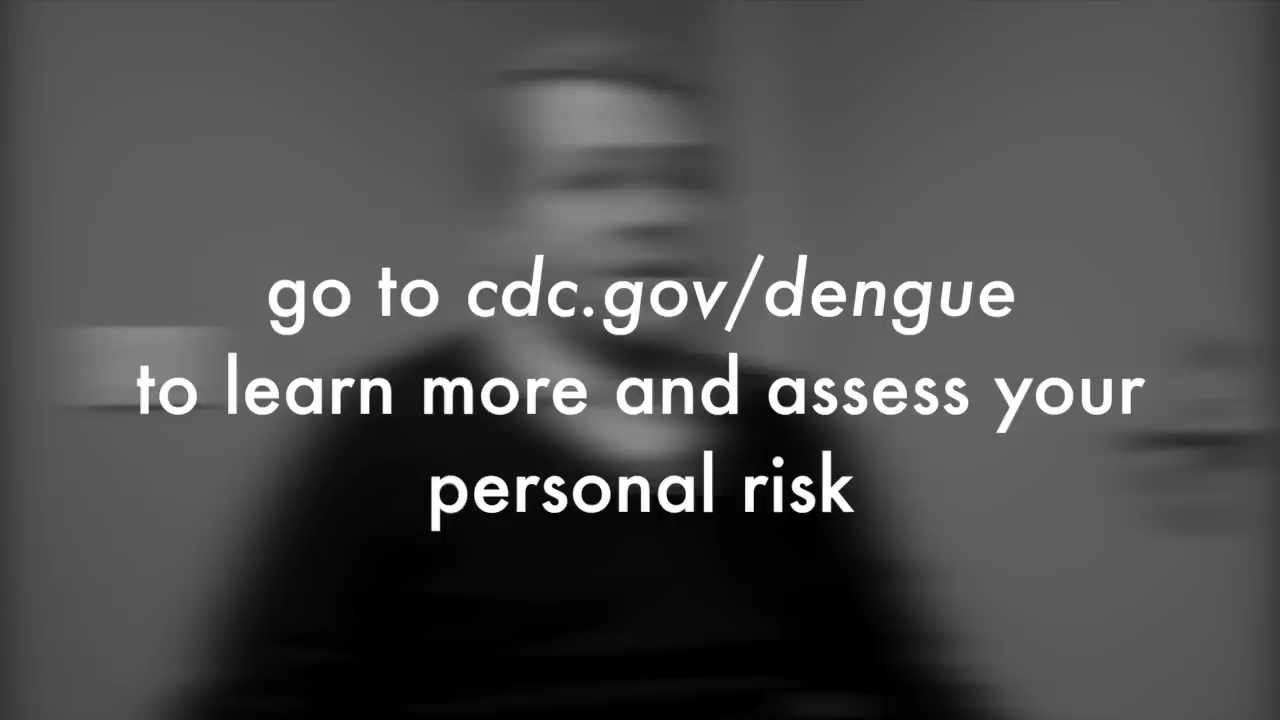 go to cdc.gov/dengue
to learn more and assess your
personal risk